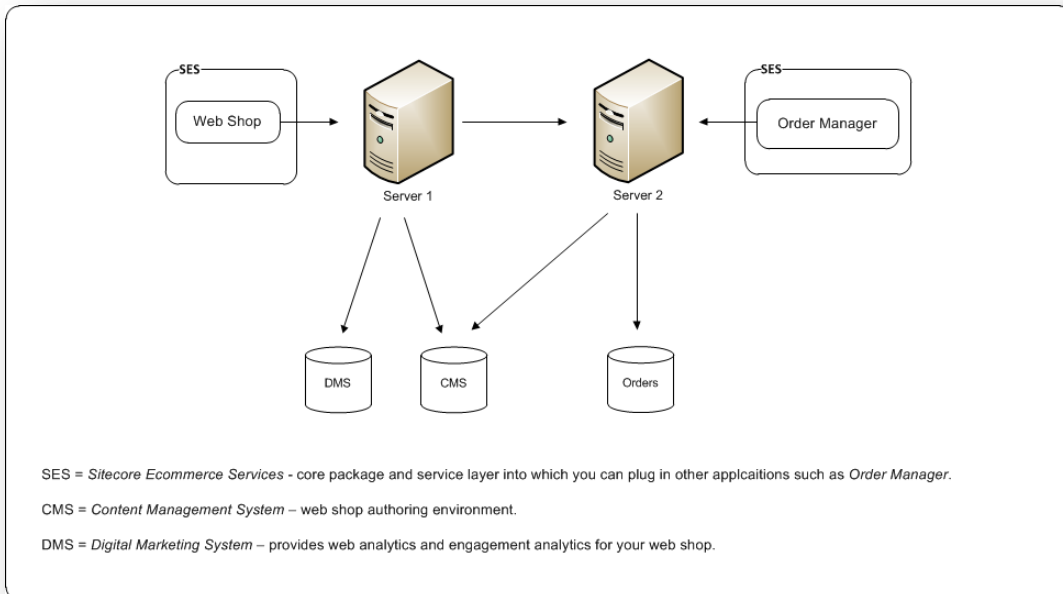 SES
SES
Web Shop
Order Manager
Server 1
Server 2
DMS
CMS
Orders
SES = Sitecore Ecommerce Services - core package and service layer into which you can plug in other applcaitions such as Order Manager.
CMS = Content Management System – web shop authoring environment.
DMS = Digital Marketing System – provides web analytics and engagement analytics for your web shop.